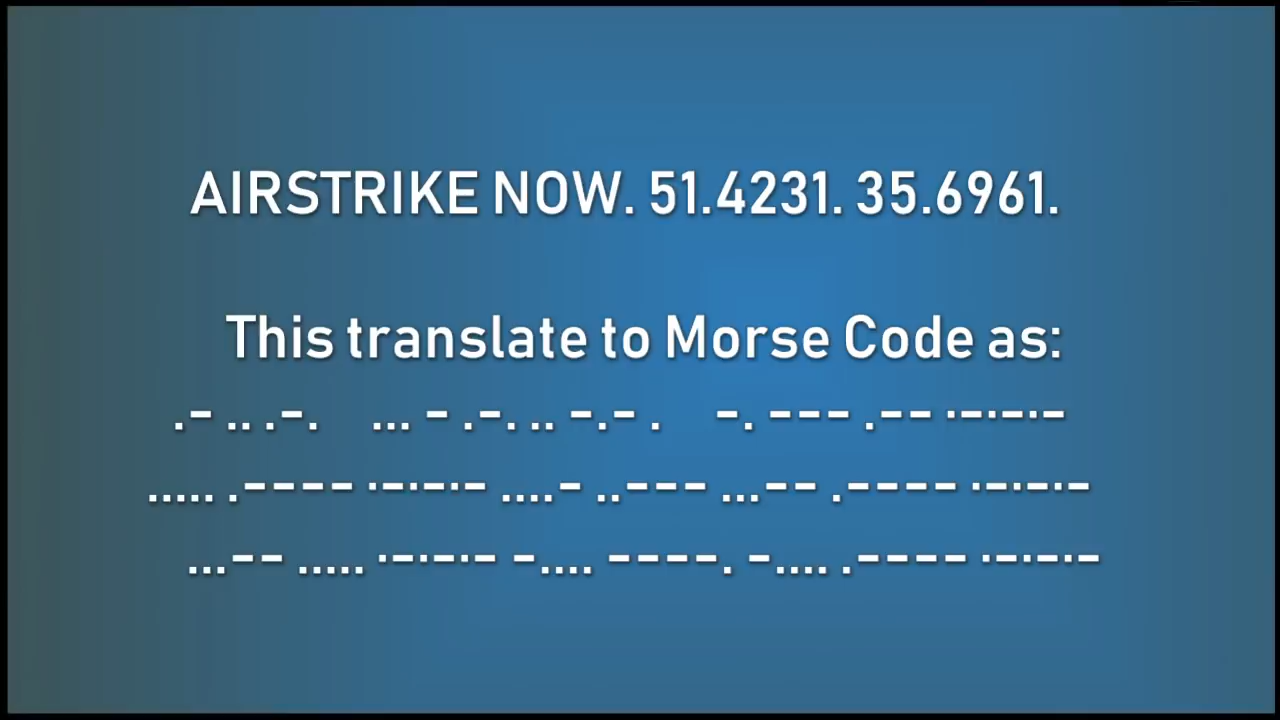 AIRSTRIKE NOW. 51.4231. 35.6961.
This translate to Morse Code as:
.- .. .-. ... - .-. .. -.- . -. --- .-- .-.-.-
..... .---- .-.-.- ....- ..--- ...-- .---- .-.-.-
...-- ..... .-.-.- -.... ----. -.... .---- .-.-.-